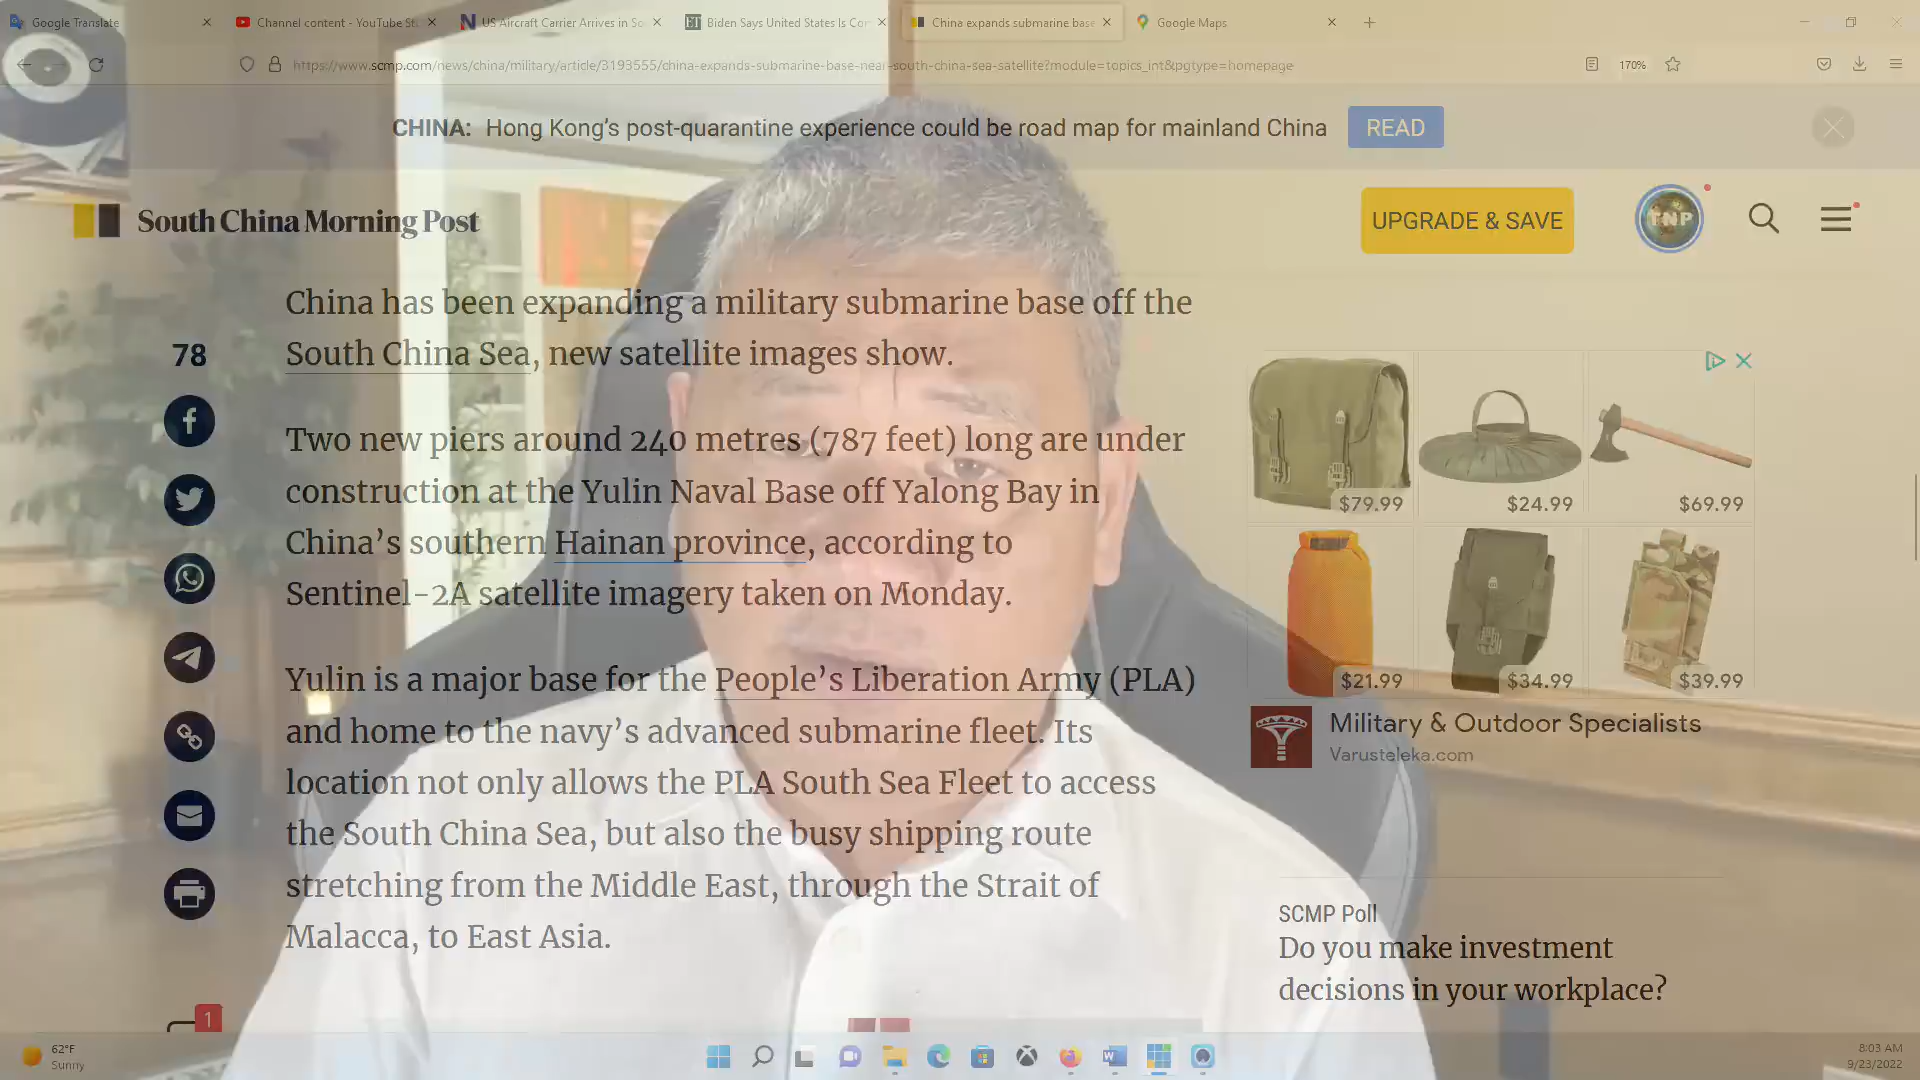 Google Translate
Channel content - YouTube St
US Aircraft Carrier Arrives in So
Biden Says United States Is Con
China expands submarine base
Google Maps
https://www.scmp.com/news/china/military/article/3193555/china-expands-submarine-base-near-south-china-sea-satellite?module=topics_int&pgtype=homepage
170%
CHINA: Hong Kong's post-quarantine experience could be road map for mainland China
READ
South China Morning Post
UPGRADE & SAVE
TNP
China has been expanding a military submarine base off the
South China Sea, new satellite images show.
78
Two new piers around 240 metres (787 feet) long are under
construction at the Yulin Naval Base off Yalong Bay in
China's southern Hainan province, according to
Sentinel-2A satellite imagery taken on Monday.
Yulin is a major base for the People's Liberation Army (PLA)
and home to the navy's advanced submarine fleet. Its
location not only allows the PLA South Sea Fleet to access
the South China Sea, but also the busy shipping route
stretching from the Middle East, through the Strait of
Malacca, to East Asia.
$79.99
$24.99
$69.99
$21.99
$34.99
$39.99
Military & Outdoor Specialists
Varusteleka.com
SCMP Poll
Do you make investment
decisions in your workplace?
1
62°F
Sunny
8:03 AM
9/23/2022